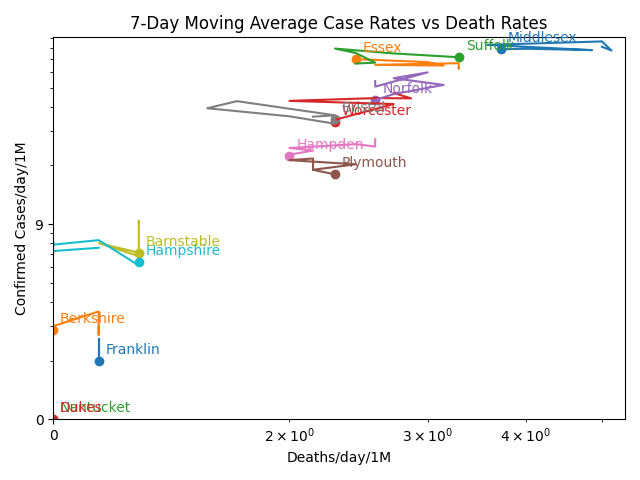 7-Day Moving Average Case Rates vs Death Rates
Middlesex
Suffolk
Essex
Norfolk
Worcester
Hampden
Plymouth
Barnstable
Hampshire
Berkshire
Franklin
Nantucket
Dukes
Confirmed Cases/day/1M
9
0
0
2 × 10⁰
3 × 10⁰
4 × 10⁰
Deaths/day/1M